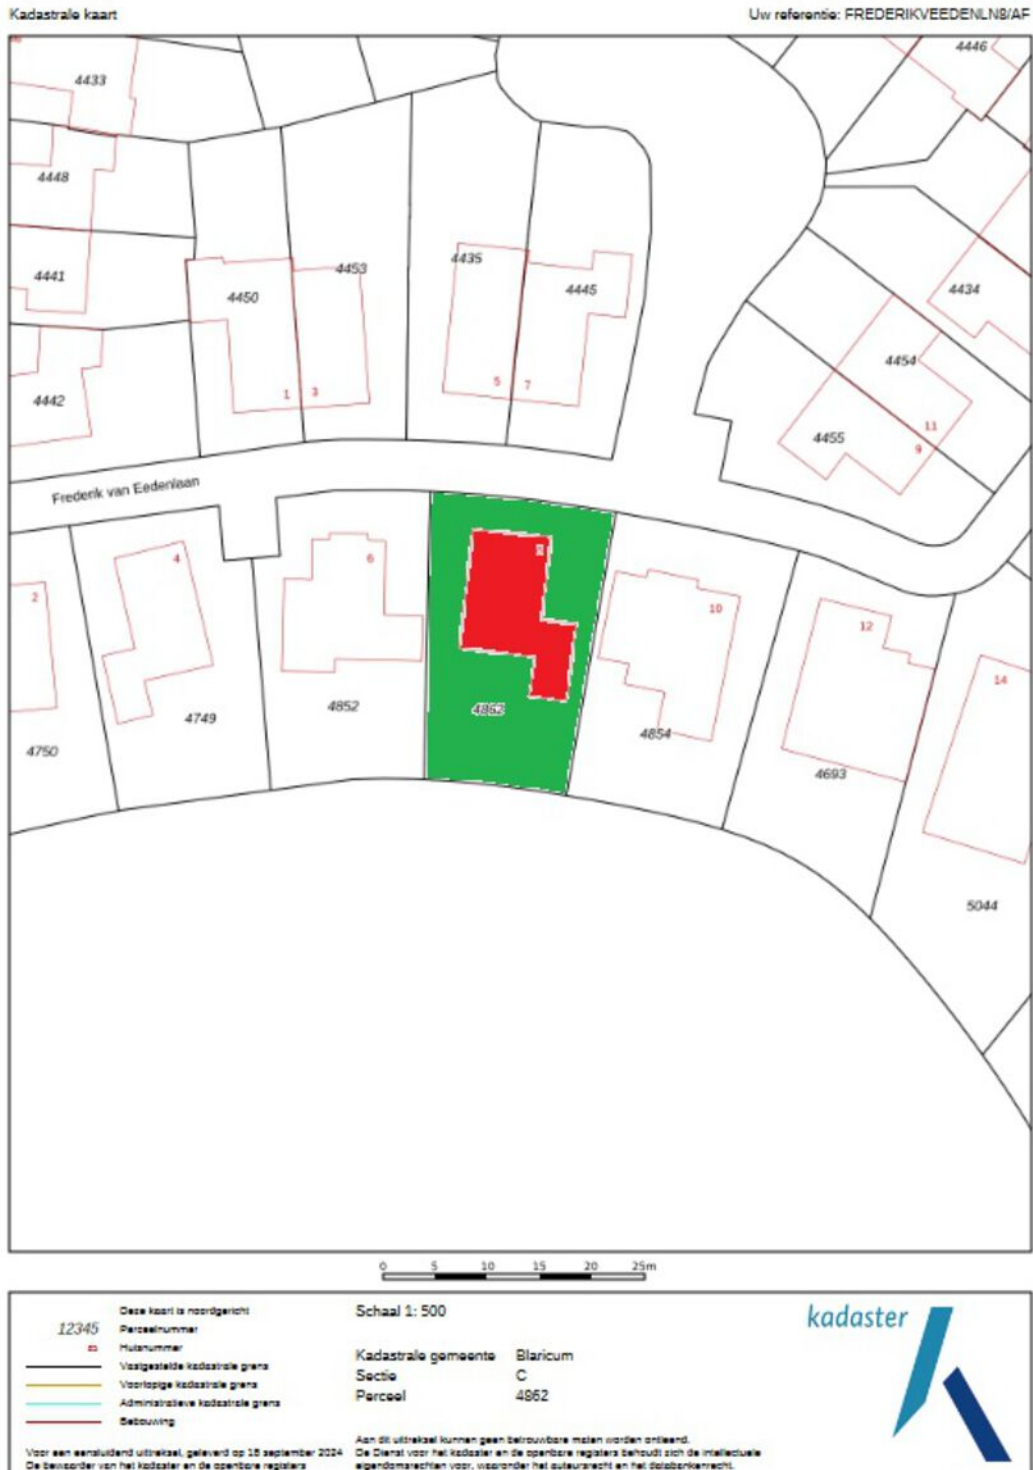 Kadastrale kaart
Uw referentie: FREDERIKVEEDENLN8/AF
4446
4433
4448
4441
4453
4435
4450
4445
4434
4454
4442
1
3
5
7
11
4455
9
Frederik van Eedenlaan
4
6
8
2
10
12
14
4862
4852
4749
4854
4750
4693
5044
0 5 10 15 20 25m
Deze kaart is noordgericht
12345 Perceelnummer
25 Huisnummer
Vastgestelde kadastrale grens
Voorlopige kadastrale grens
Administratieve kadastrale grens
Bebouwing
Voor een eensluidend uittreksel, geleverd op 18 september 2024
De bewaarder van het kadaster en de openbare registers
Schaal 1: 500
Kadastrale gemeente Blaricum
Sectie C
Perceel 4862
Aan dit uittreksel kunnen geen betrouwbare maten worden ontleend.
De Dienst voor het kadaster en de openbare registers behoudt zich de intellectuele
eigendomsrechten voor, waaronder het auteursrecht en het databankenrecht.
kadaster